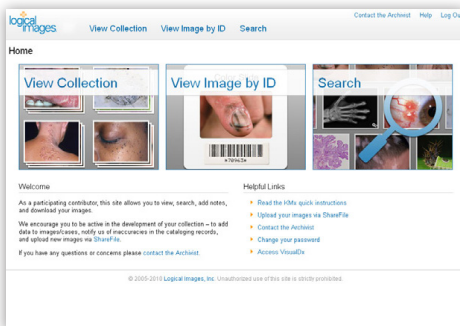 Contact the Archivist Help Log Ou
logical images
View Collection View Image by ID Search
Home
View Collection
View Image by ID
Search
*70963*
Welcome
As a participating contributor, this site allows you to view, search, add notes,
and download your images.
We encourage you to be active in the development of your collection – to add
data to images/cases, notify us of inaccuracies in the cataloging records,
and upload new images via ShareFile.
If you have any questions or concerns please contact the Archivist.
Helpful Links
Read the KMx quick instructions
Upload your images via ShareFile
Contact the Archivist
Change your password
Access VisualDx
© 2005-2010 Logical Images, Inc. Unauthorized use of this site is strictly prohibited.